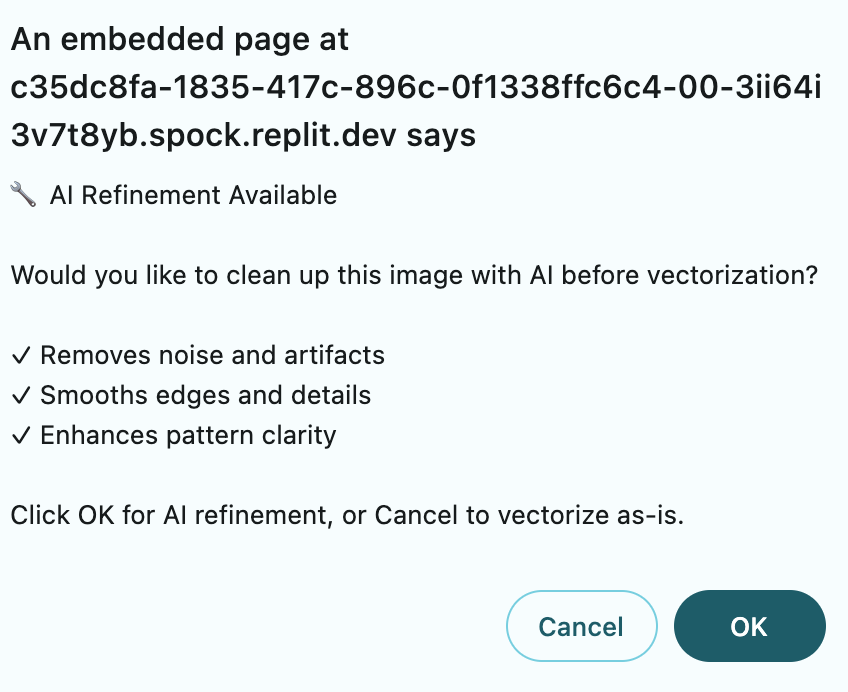 An embedded page at
c35dc8fa-1835-417c-896c-0f1338ffc6c4-00-3ii64i
3v7t8yb.spock.replit.dev says
🔧 AI Refinement Available
Would you like to clean up this image with AI before vectorization?
✓ Removes noise and artifacts
✓ Smooths edges and details
✓ Enhances pattern clarity
Click OK for AI refinement, or Cancel to vectorize as-is.
Cancel
OK